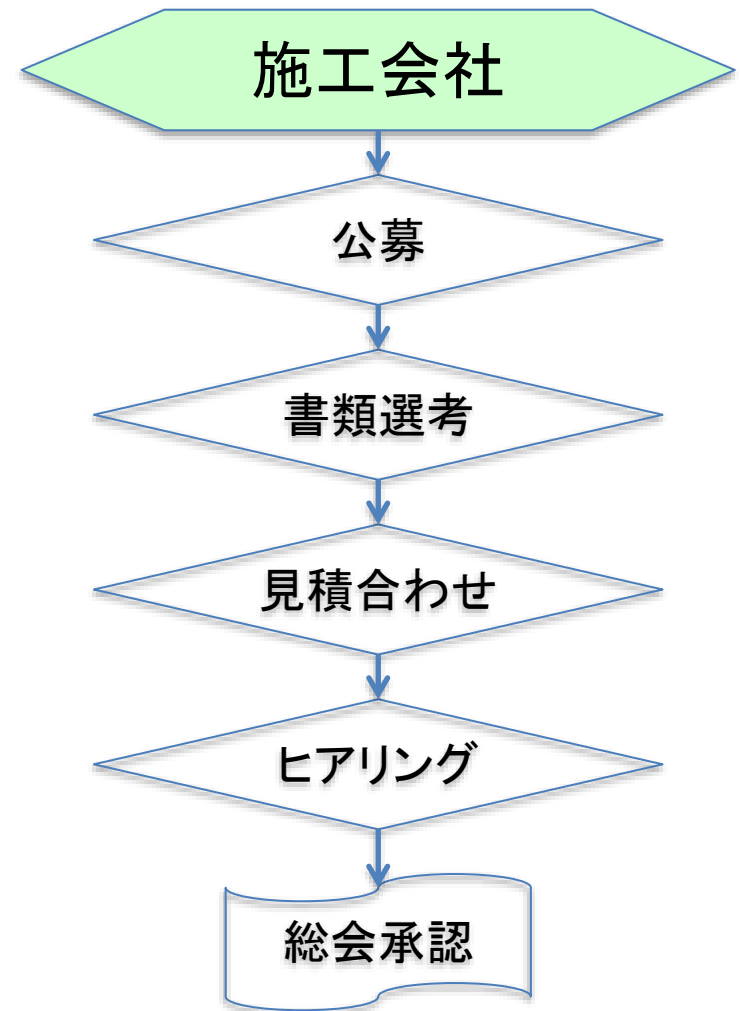 施工会社
公募
書類選考
見積合わせ
ヒアリング
総会承認